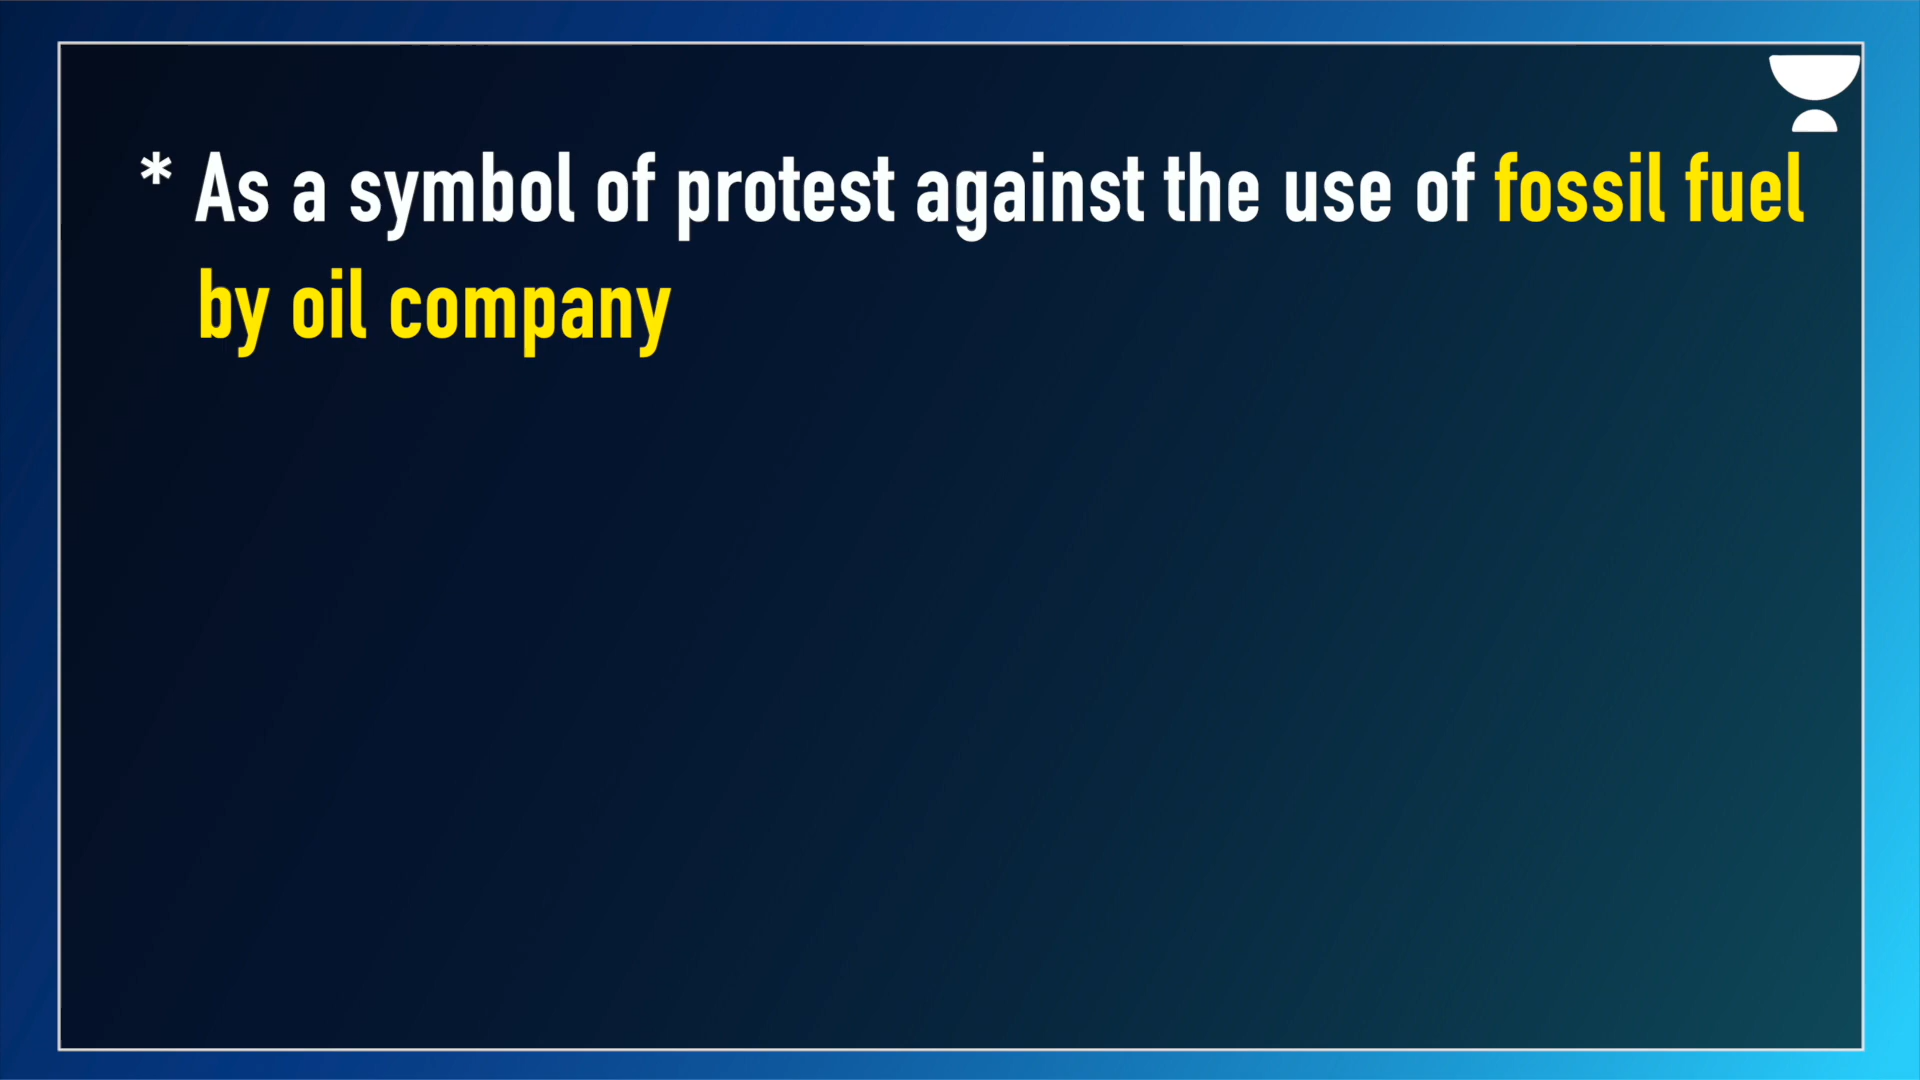 * As a symbol of protest against the use of fossil fuel
by oil company